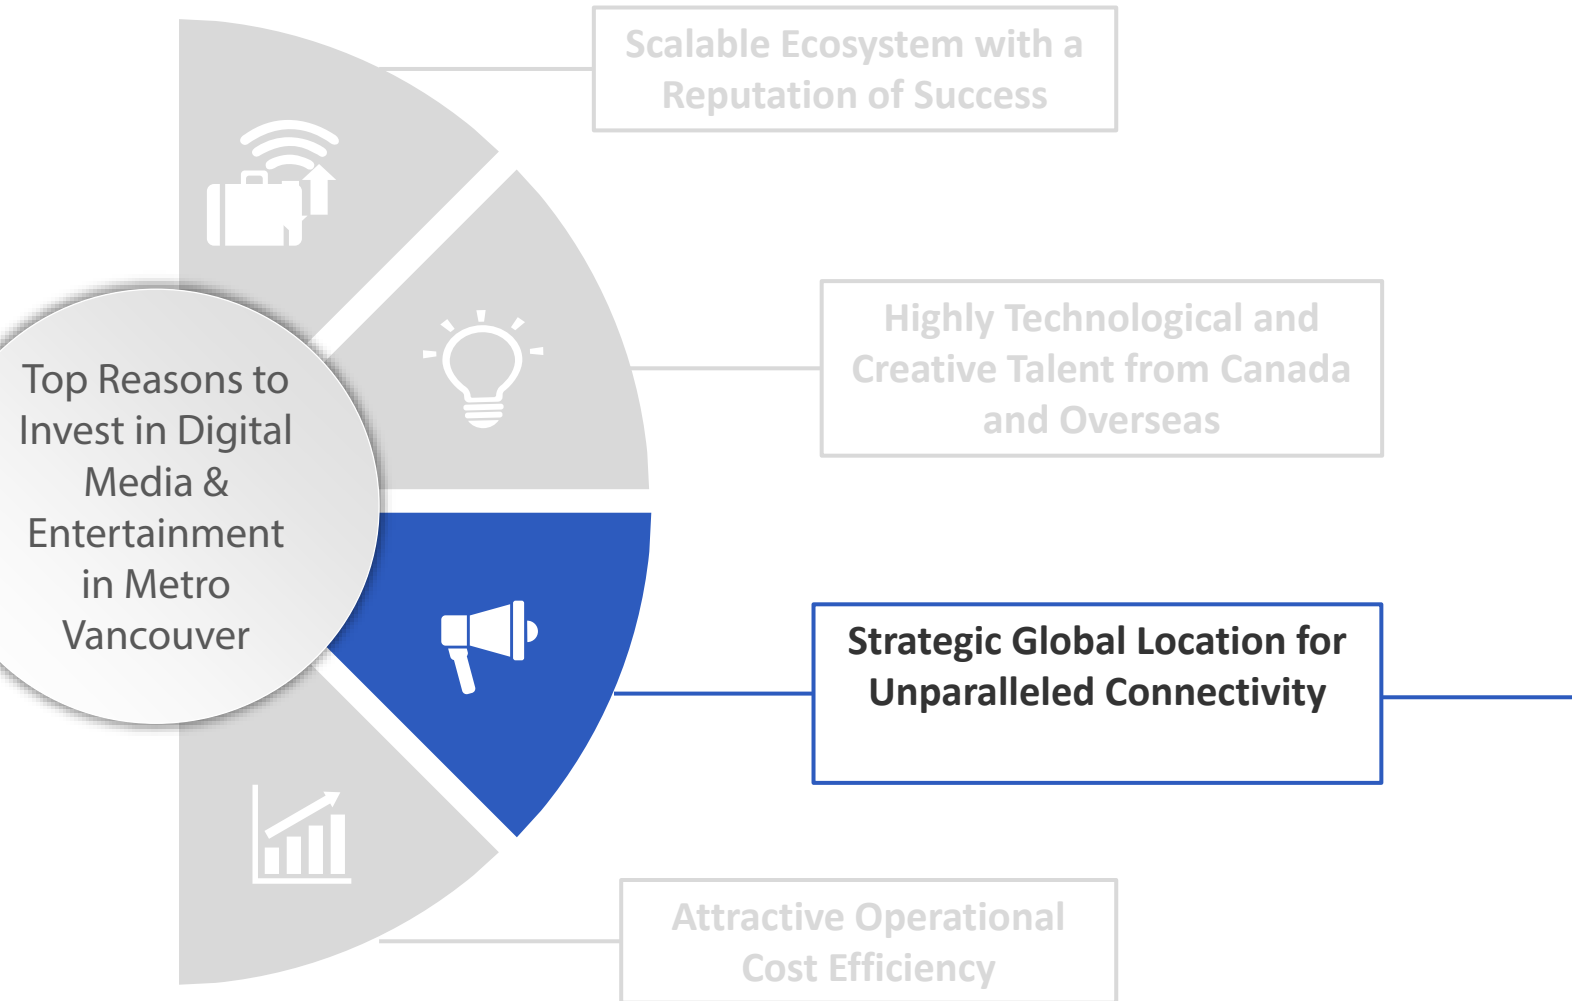 Scalable Ecosystem with a
Reputation of Success
Highly Technological and
Creative Talent from Canada
and Overseas
Top Reasons to
Invest in Digital
Media &
Entertainment
in Metro
Vancouver
Strategic Global Location for
Unparalleled Connectivity
Attractive Operational
Cost Efficiency